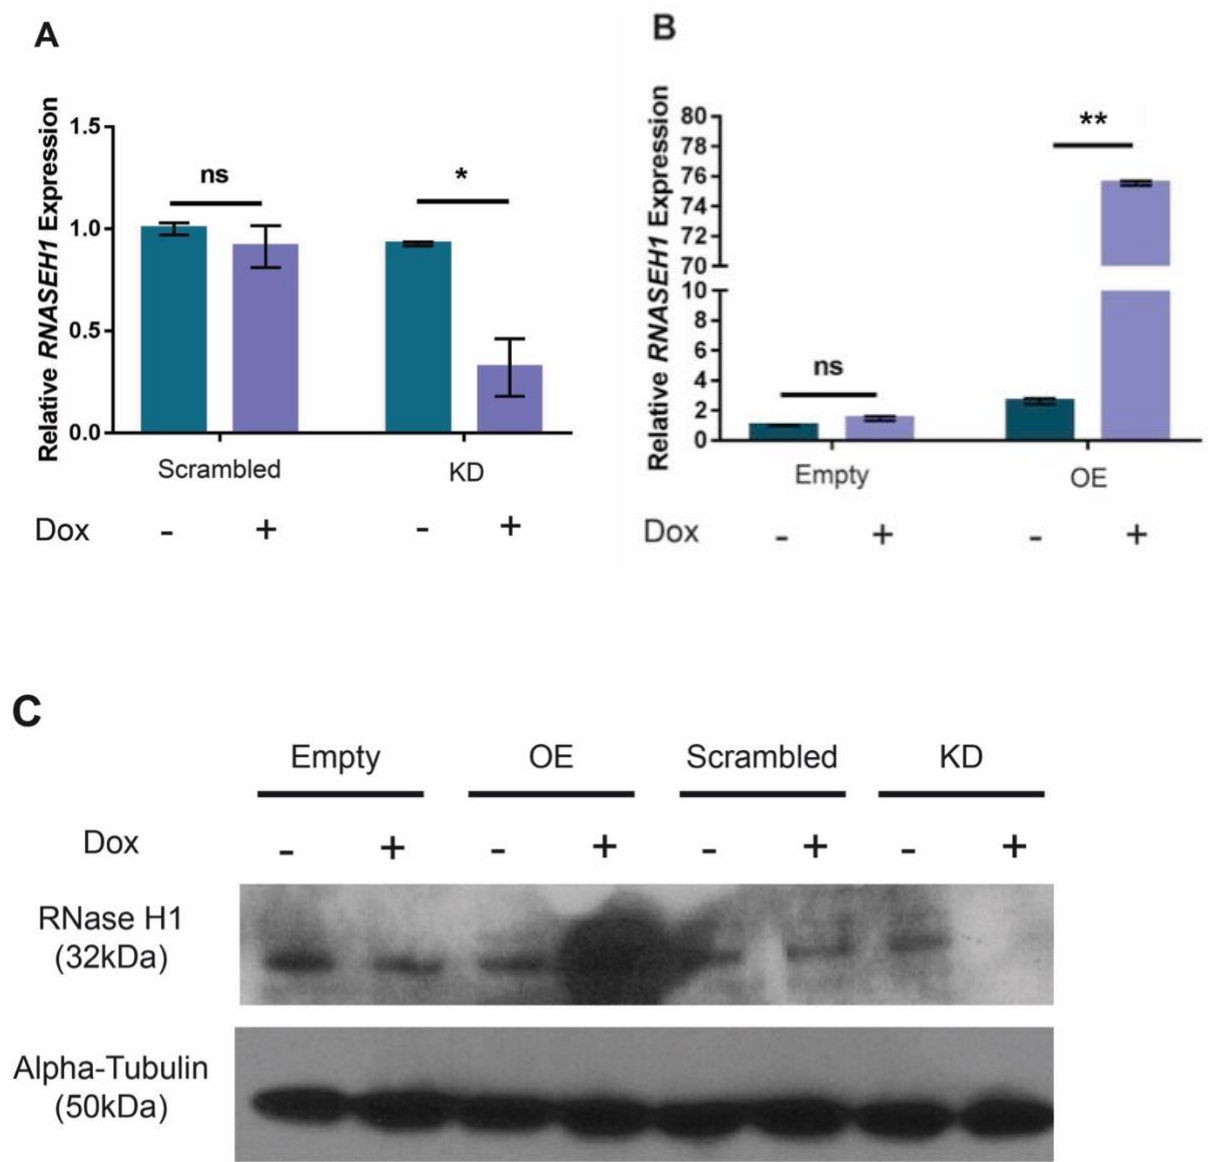 A
Relative RNASEH1 Expression
1.5
1.0
0.5
0.0
ns
*
Scrambled
KD
Dox
- + - +
B
Relative RNASEH1 Expression
80
78
76
74
72
70
10
8
6
4
2
0
ns
**
Empty
OE
Dox
- + - +
C
Empty OE Scrambled KD
Dox - + - + - + - +
RNase H1
(32kDa)
Alpha-Tubulin
(50kDa)